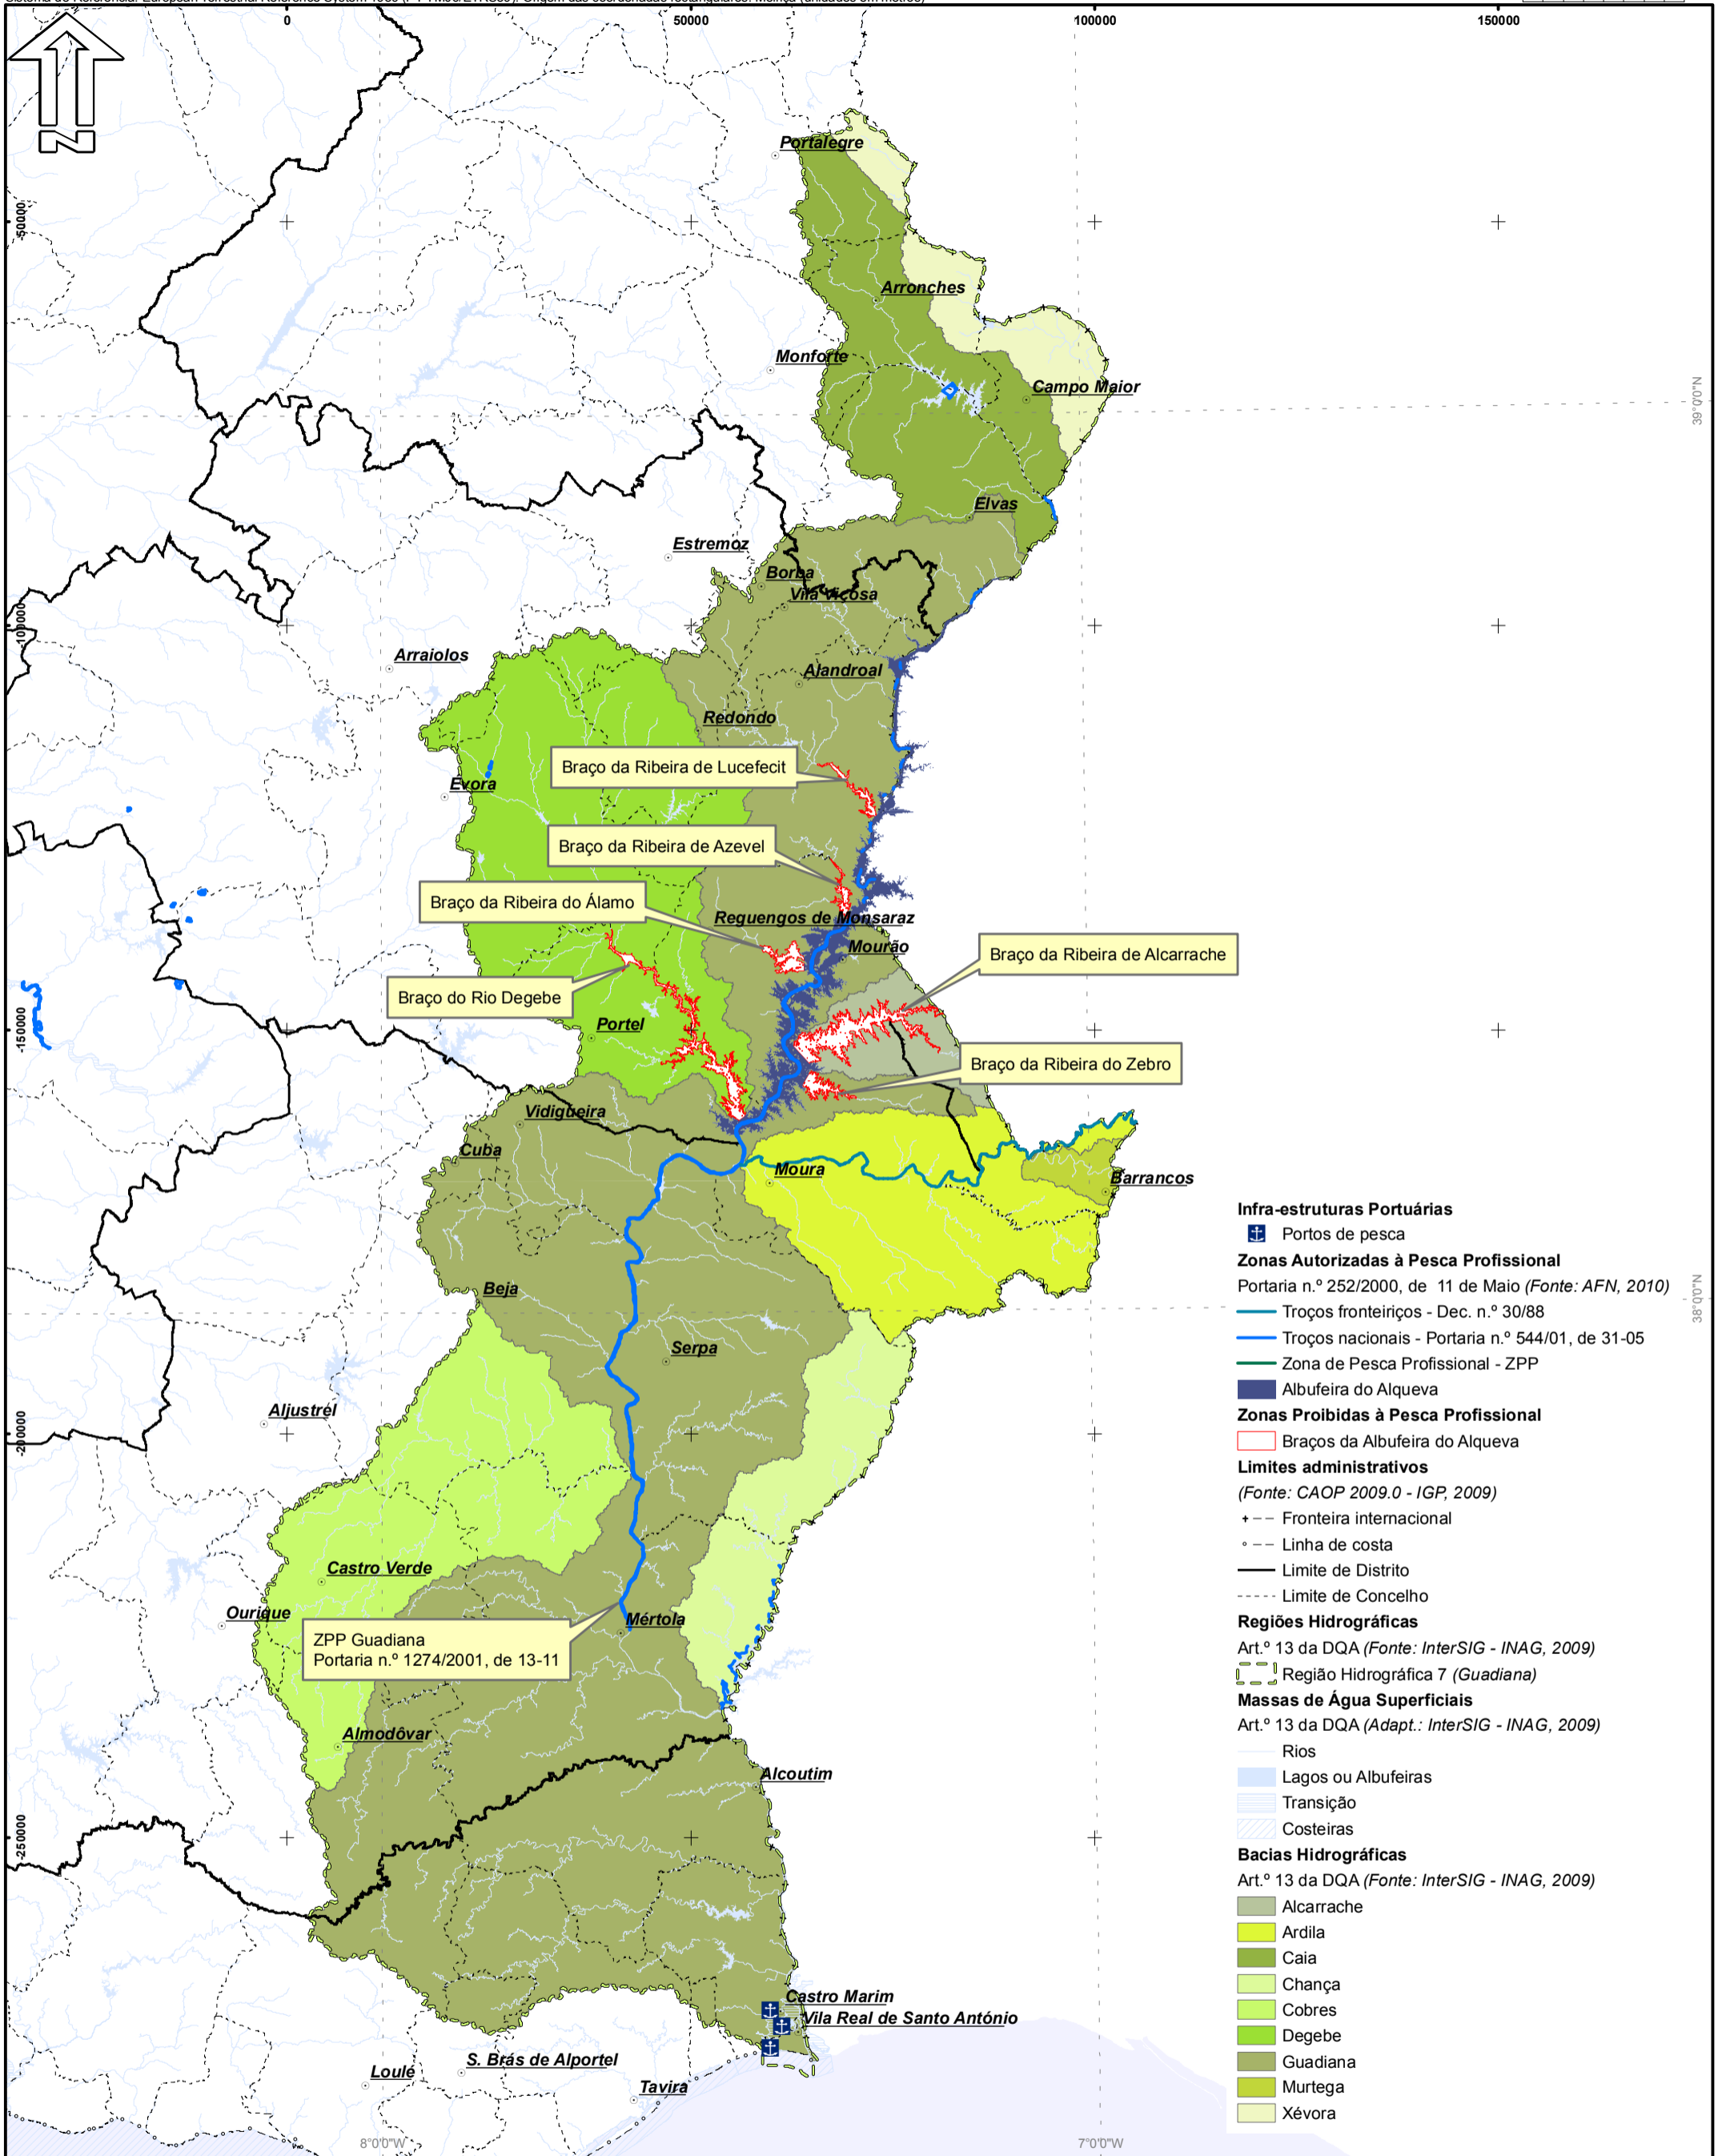 50000
100000
150000
N
Portalegre
-50000
Arronches
Monforte
Campo Maior
39°0'0"N
Elvas
Estremoz
Borba
Vila Viçosa
-100000
Arraiolos
Alandroal
Redondo
Braço da Ribeira de Lucefecit
Evora
Braço da Ribeira de Azevel
Braço da Ribeira do Álamo
Reguengos de Monsaraz
Mourão
Braço da Ribeira de Alcarrache
Braço do Rio Degebe
Portel
-150000
Braço da Ribeira do Zebro
Vidigueira
Cuba
Moura
Barrancos
Beja
38°0'0"N
Serpa
Aljustrel
-200000
Castro Verde
Ourique
Mértola
ZPP Guadiana
Portaria n.º 1274/2001, de 13-11
Almodôvar
Alcoutim
-250000
Castro Marim
Vila Real de Santo António
S. Brás de Alportel
Loulé
Tavira
8°0'0"W
7°0'0"W
Infra-estruturas Portuárias
Portos de pesca
Zonas Autorizadas à Pesca Profissional
Portaria n.º 252/2000, de 11 de Maio (Fonte: AFN, 2010)
Troços fronteiriços - Dec. n.º 30/88
Troços nacionais - Portaria n.º 544/01, de 31-05
Zona de Pesca Profissional - ZPP
Albufeira do Alqueva
Zonas Proibidas à Pesca Profissional
Braços da Albufeira do Alqueva
Limites administrativos
(Fonte: CAOP 2009.0 - IGP, 2009)
Fronteira internacional
Linha de costa
Limite de Distrito
Limite de Concelho
Regiões Hidrográficas
Art.º 13 da DQA (Fonte: InterSIG - INAG, 2009)
Região Hidrográfica 7 (Guadiana)
Massas de Água Superficiais
Art.º 13 da DQA (Adapt.: InterSIG - INAG, 2009)
Rios
Lagos ou Albufeiras
Transição
Costeiras
Bacias Hidrográficas
Art.º 13 da DQA (Fonte: InterSIG - INAG, 2009)
Alcarrache
Ardila
Caia
Chança
Cobres
Degebe
Guadiana
Murtega
Xévora